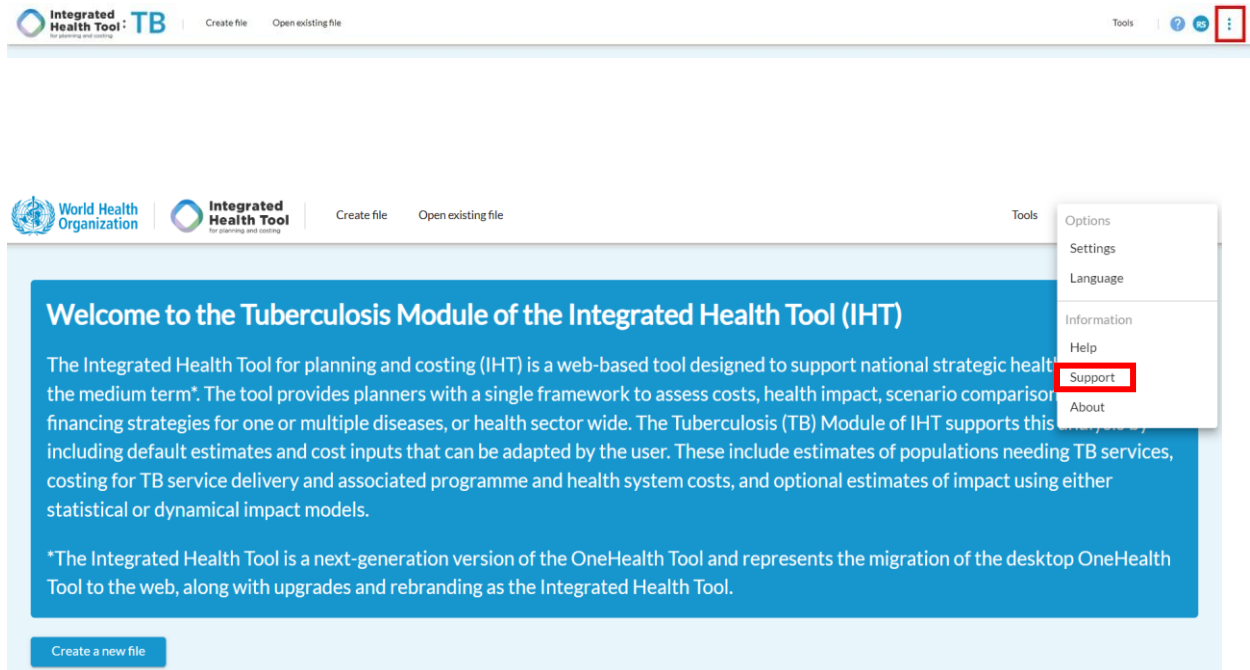 Integrated
Health Tool : TB
for planning and costing
Create file
Open existing file
Tools
?
RS
World Health
Organization
Integrated
Health Tool
for planning and costing
Create file
Open existing file
Tools
Options
Settings
Language
Information
Help
Support
About
Welcome to the Tuberculosis Module of the Integrated Health Tool (IHT)
The Integrated Health Tool for planning and costing (IHT) is a web-based tool designed to support national strategic healt
the medium term*. The tool provides planners with a single framework to assess costs, health impact, scenario comparison
financing strategies for one or multiple diseases, or health sector wide. The Tuberculosis (TB) Module of IHT supports this
including default estimates and cost inputs that can be adapted by the user. These include estimates of populations needing TB services,
costing for TB service delivery and associated programme and health system costs, and optional estimates of impact using either
statistical or dynamical impact models.
*The Integrated Health Tool is a next-generation version of the OneHealth Tool and represents the migration of the desktop OneHealth
Tool to the web, along with upgrades and rebranding as the Integrated Health Tool.
Create a new file